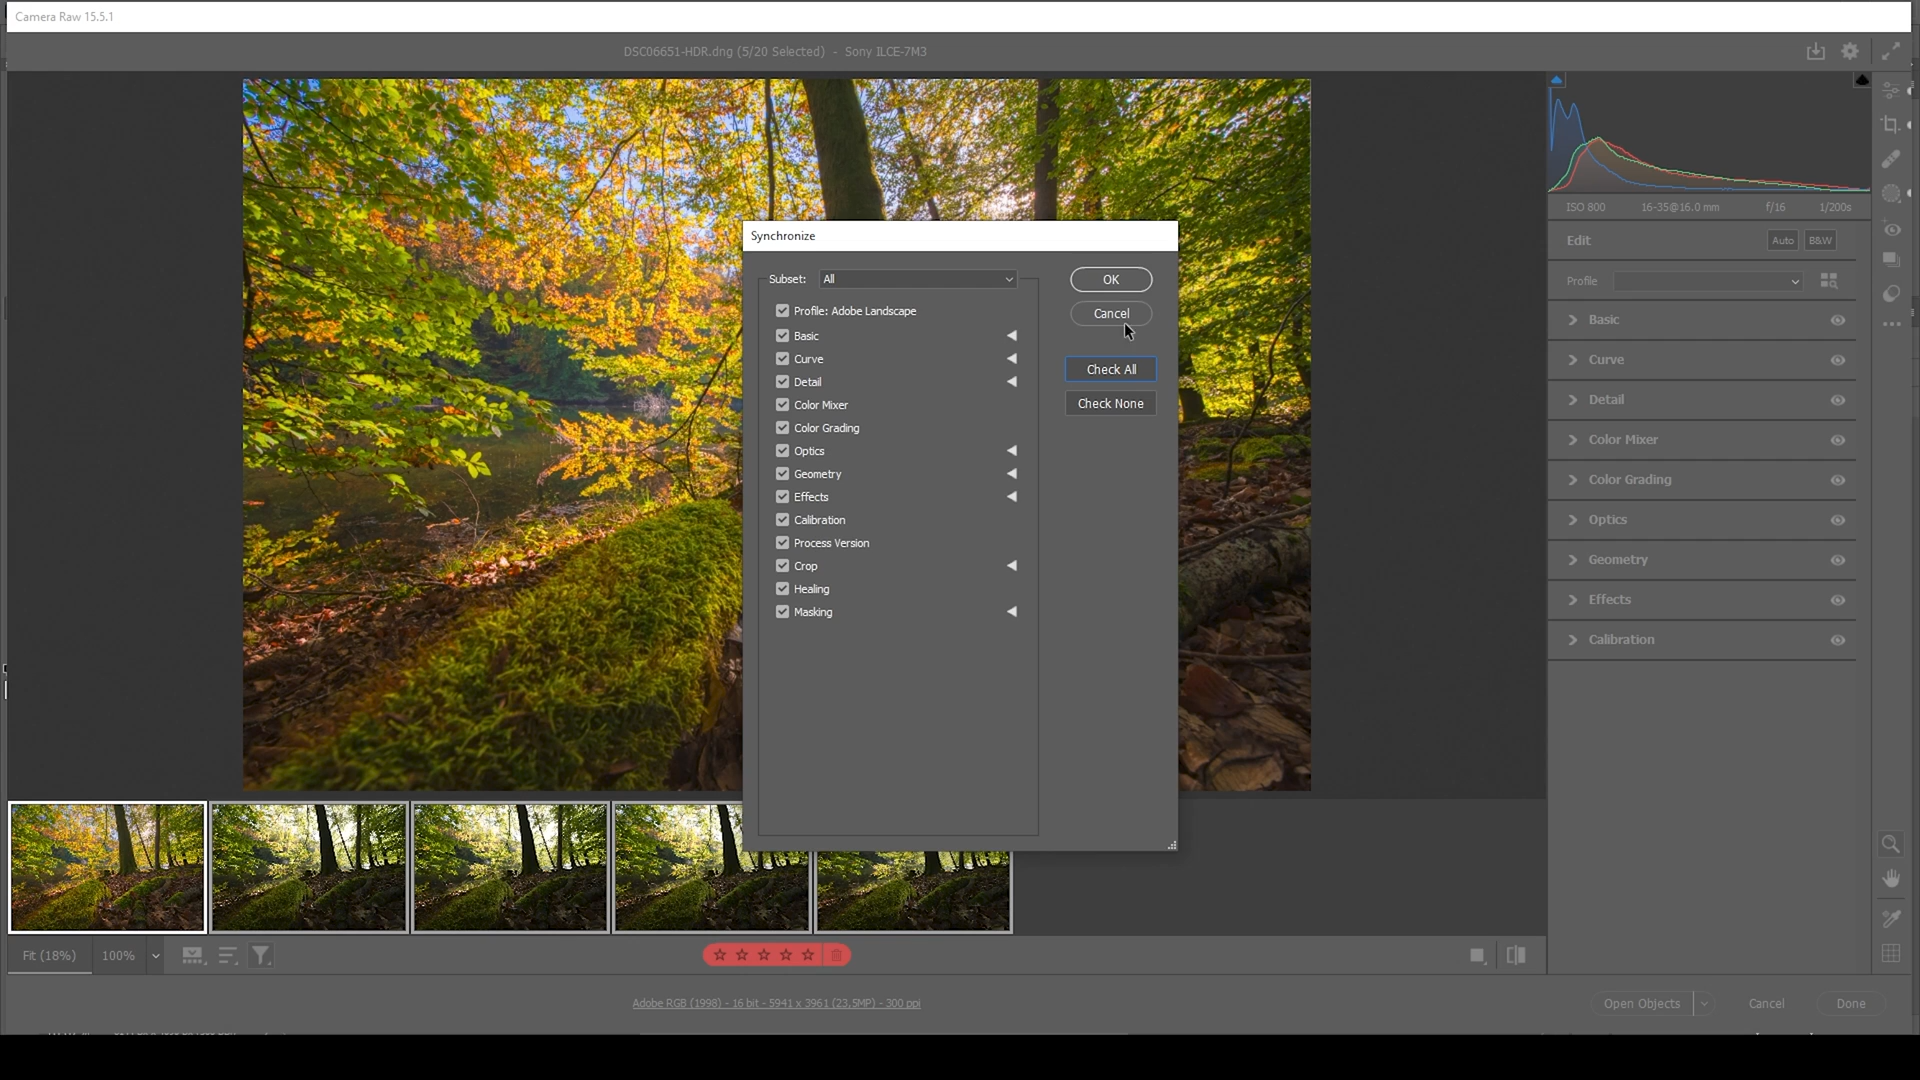 Camera Raw 15.5.1
DSC06651-HDR.dng (5/20 Selected) - Sony ILCE-7M3
ISO 800 16-35@16.0 mm f/16 1/200s
Edit Auto B&W
Profile
Basic
Curve
Detail
Color Mixer
Color Grading
Optics
Geometry
Effects
Calibration
Synchronize
Subset: All
OK
Cancel
Check All
Check None
Profile: Adobe Landscape
Basic
Curve
Detail
Color Mixer
Color Grading
Optics
Geometry
Effects
Calibration
Process Version
Crop
Healing
Masking
Fit (18%) 100%
Adobe RGB (1998) - 16 bit - 5941 x 3961 (23,5MP) - 300 ppi
Open Objects Cancel Done